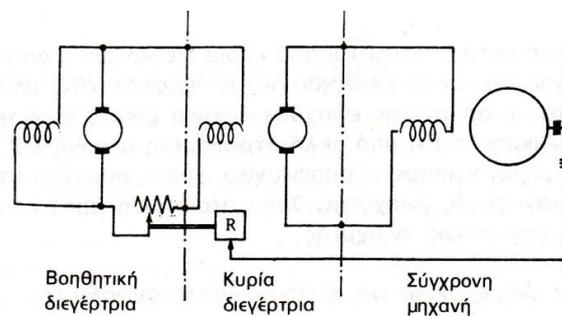 R
Βοηθητική
διεγέρτρια
Κυρία
διεγέρτρια
Σύγχρονη
μηχανή